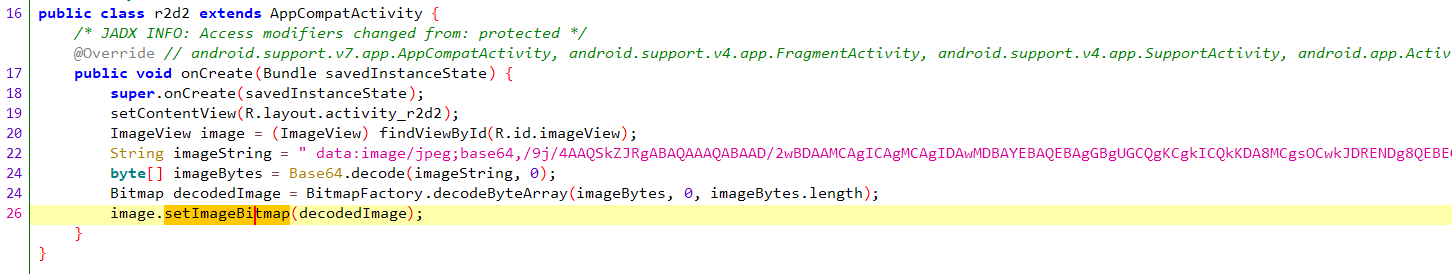 16 public class r2d2 extends AppCompatActivity {
/* JADX INFO: Access modifiers changed from: protected */
@Override // android.support.v7.app.AppCompatActivity, android.support.v4.app.FragmentActivity, android.support.v4.app.SupportActivity, android.app.Activ
17 public void onCreate(Bundle savedInstanceState) {
18 super.onCreate(savedInstanceState);
19 setContentView(R.layout.activity_r2d2);
20 ImageView image = (ImageView) findViewById(R.id.imageView);
22 String imageString = " data:image/jpeg;base64,/9j/4AAQSkZJRgABAQAAAQABAAD/2wBDAAMCAgICAgMCAgIDAwMDBAYEBAQEBAgGBgUGCQgKCgkICQkKDA8MCgsOCwkJDRENDg8QEBE
24 byte[] imageBytes = Base64.decode(imageString, 0);
24 Bitmap decodedImage = BitmapFactory.decodeByteArray(imageBytes, 0, imageBytes.length);
26 image.setImageBitmap(decodedImage);
}
}